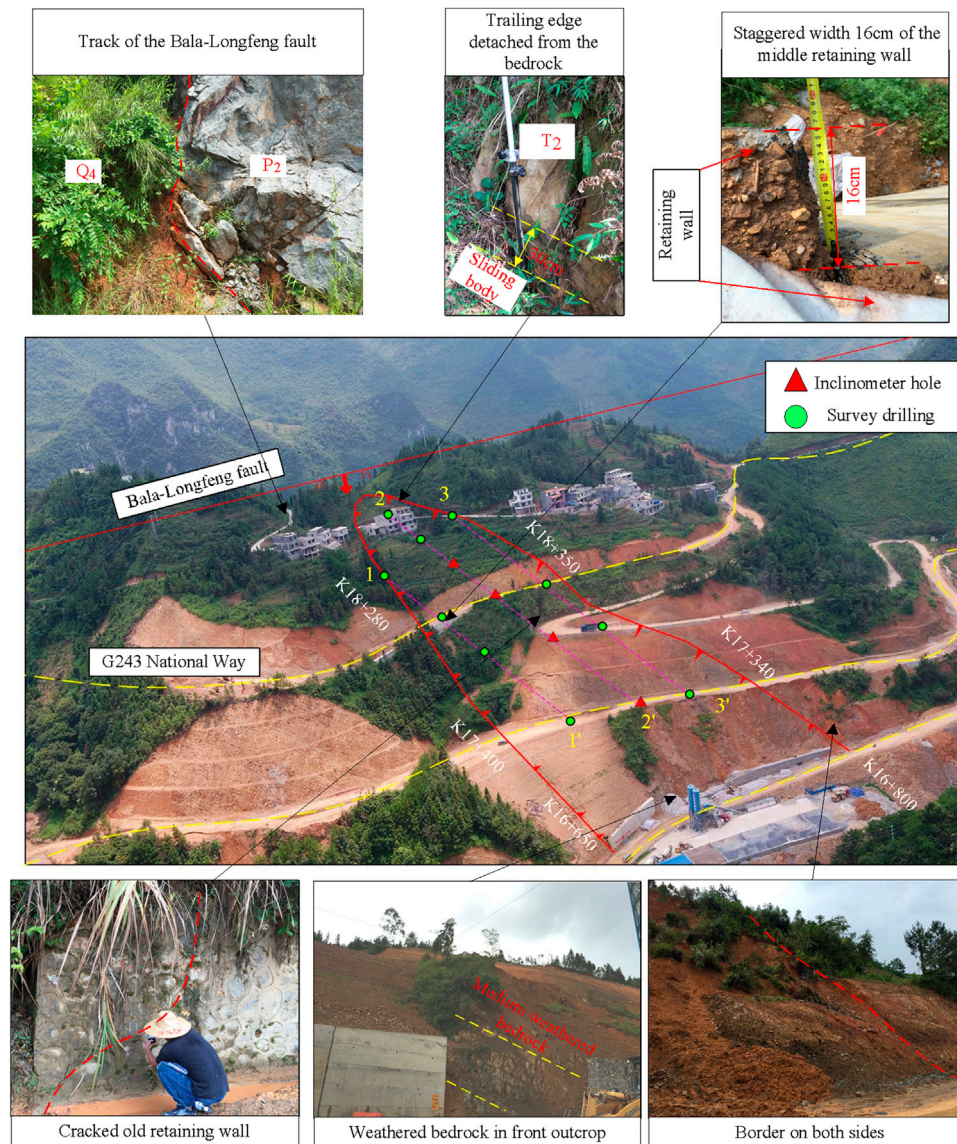 Track of the Bala-Longfeng fault
Trailing edge
detached from the
bedrock
Staggered width 16cm of the
middle retaining wall
Q4
P2
T2
Sliding
body
Retaining
wall
16cm
Inclinometer hole
Survey drilling
Bala-Longfeng fault
2
3
1
K18+350
K18+280
G243 National Way
K17+340
K17+400
1'
2'
3'
K16+650
K16+800
Medium weathered
bedrock
Cracked old retaining wall
Weathered bedrock in front outcrop
Border on both sides